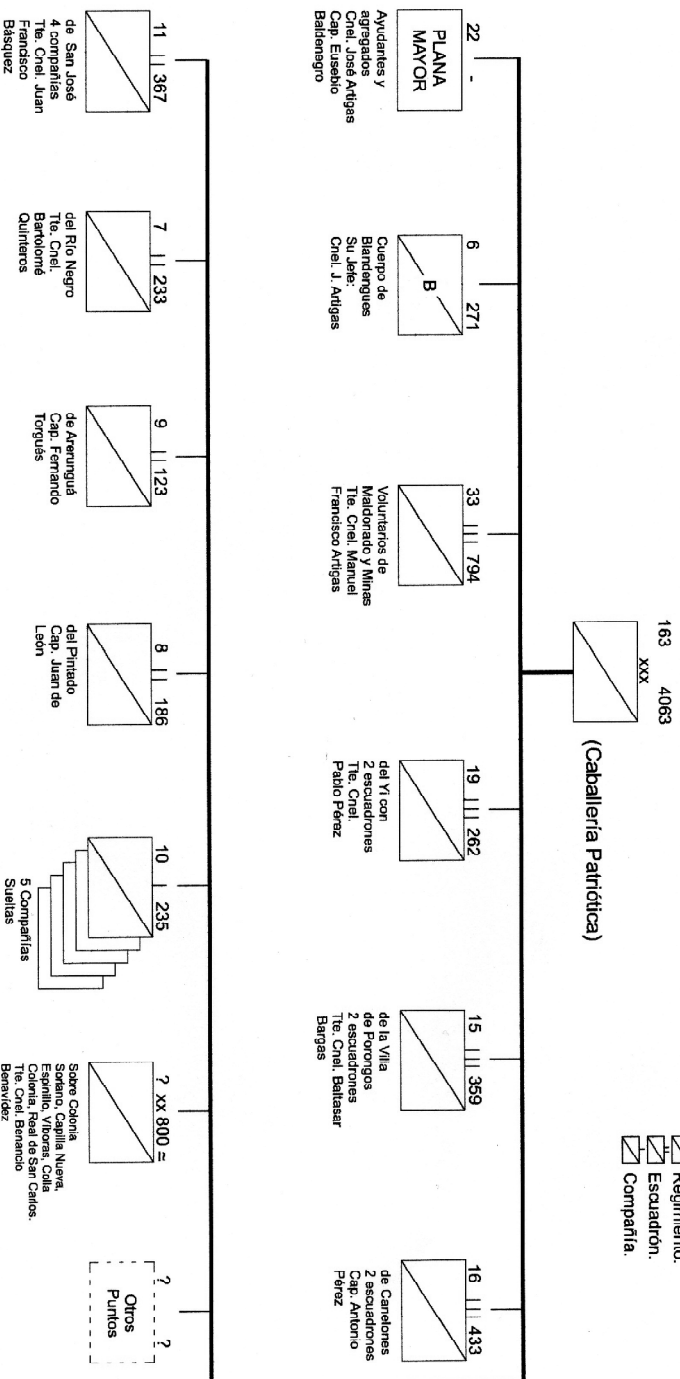 163 4063
xxx
(Caballería Patriótica)
Regimiento.
Escuadrón.
Compañía.
22 -
PLANA
MAYOR
Ayudantes y
agregados
Cnel. José Artigas
Cap. Eusebio
Baldenegro
6 271
B
Cuerpo de
Blandengues
Su Jefe:
Cnel. J. Artigas
33 ||| 794
Voluntarios de
Maldonado y Minas
Tte. Cnel. Manuel
Francisco Artigas
19 ||| 262
del Yi con
2 escuadrones
Tte. Cnel.
Pablo Pérez
15 ||| 359
de la Villa
de Porongos
2 escuadrones
Tte. Cnel. Baltasar
Bargas
16 ||| 433
de Canelones
2 escuadrones
Cap. Antonio
Pérez
11 || 367
de San José
4 compañías
Tte. Cnel. Juan
Francisco
Básquez
7 || 233
del Río Negro
Tte. Cnel.
Bartolomé
Quinteros
9 || 123
de Arerunguá
Cap. Fernando
Torgués
8 || 186
del Pintado
Cap. Juan de
León
10 | 235
5 Compañías
Sueltas
? xx 800 =
Sobre Colonia
Soriano, Capilla Nueva,
Espinillo, Víboras, Colla
Colonia, Real de San Carlos.
Tte. Cnel. Benancio
Benavídez
? ?
Otros
Puntos